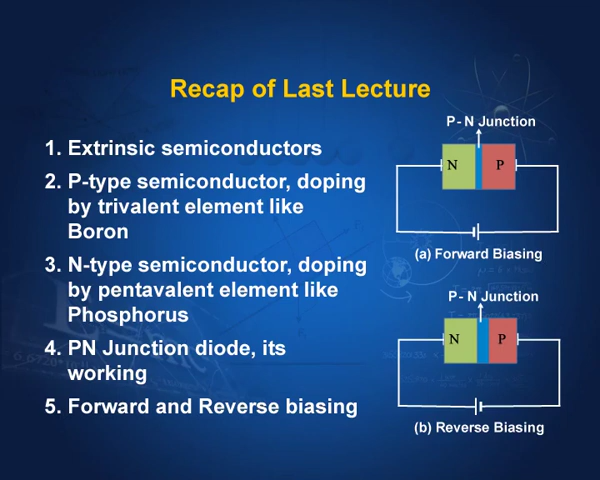 Recap of Last Lecture
1. Extrinsic semiconductors
2. P-type semiconductor, doping
by trivalent element like
Boron
3. N-type semiconductor, doping
by pentavalent element like
Phosphorus
4. PN Junction diode, its
working
5. Forward and Reverse biasing
P - N Junction
N P
(a) Forward Biasing
P - N Junction
N P
(b) Reverse Biasing